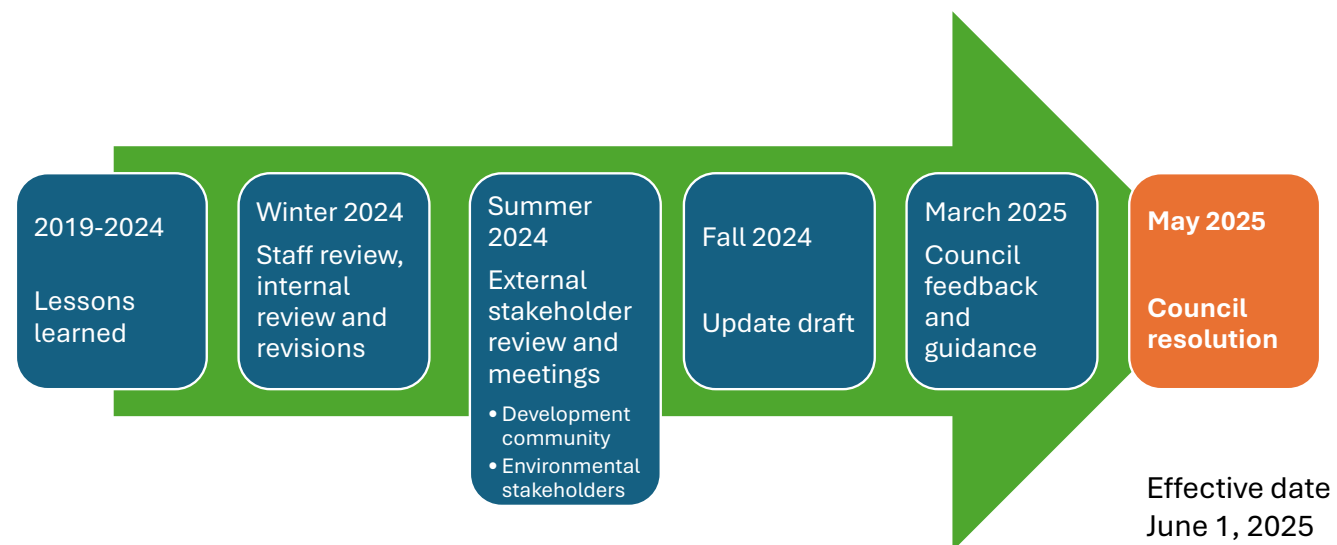 2019-2024
Lessons
learned
Winter 2024
Staff review,
internal
review and
revisions
Summer
2024
External
stakeholder
review and
meetings
• Development
community
• Environmental
stakeholders
Fall 2024
Update draft
March 2025
Council
feedback
and
guidance
May 2025
Council
resolution
Effective date
June 1, 2025